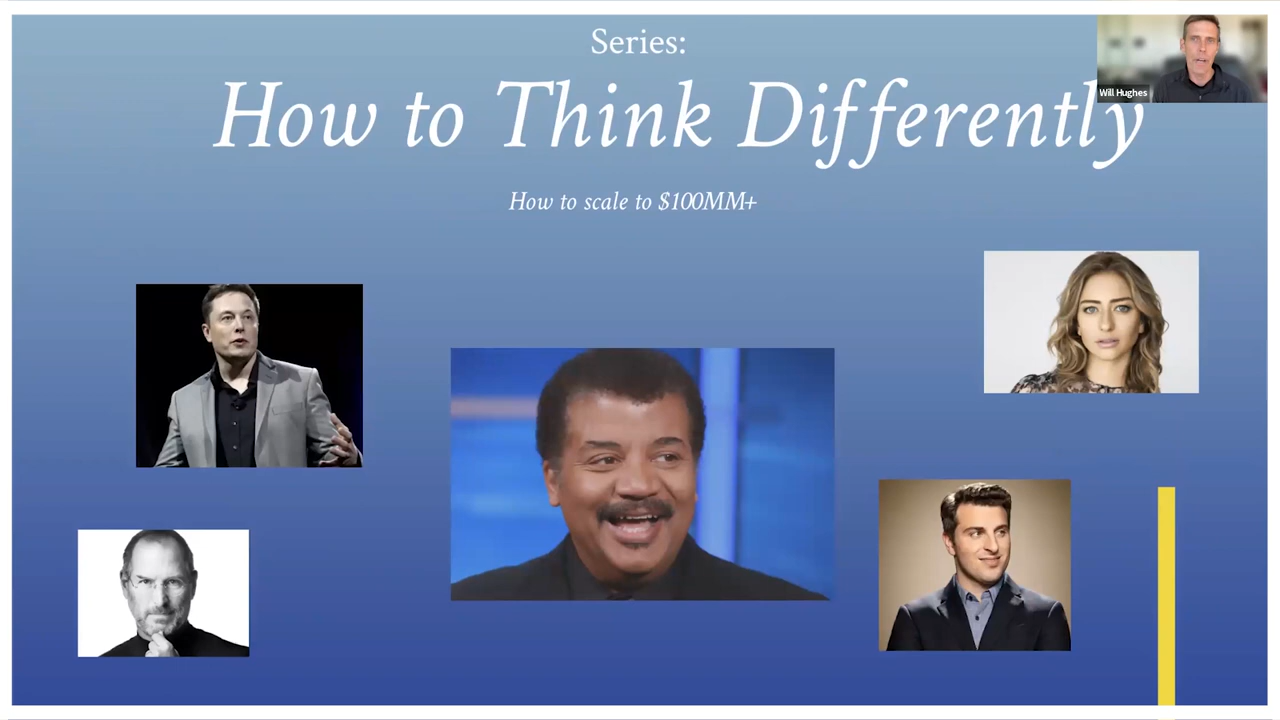 Series:
How to Think Differently
How to scale to $100MM+
Will Hughes